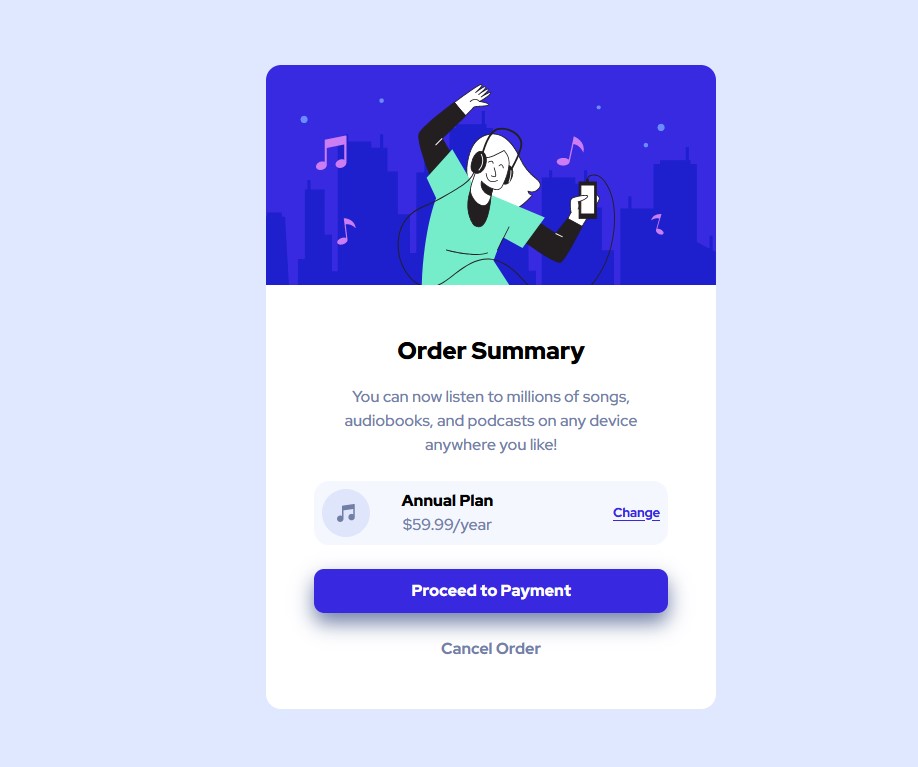 Order Summary
You can now listen to millions of songs,
audiobooks, and podcasts on any device
anywhere you like!
Annual Plan
$59.99/year
Change
Proceed to Payment
Cancel Order